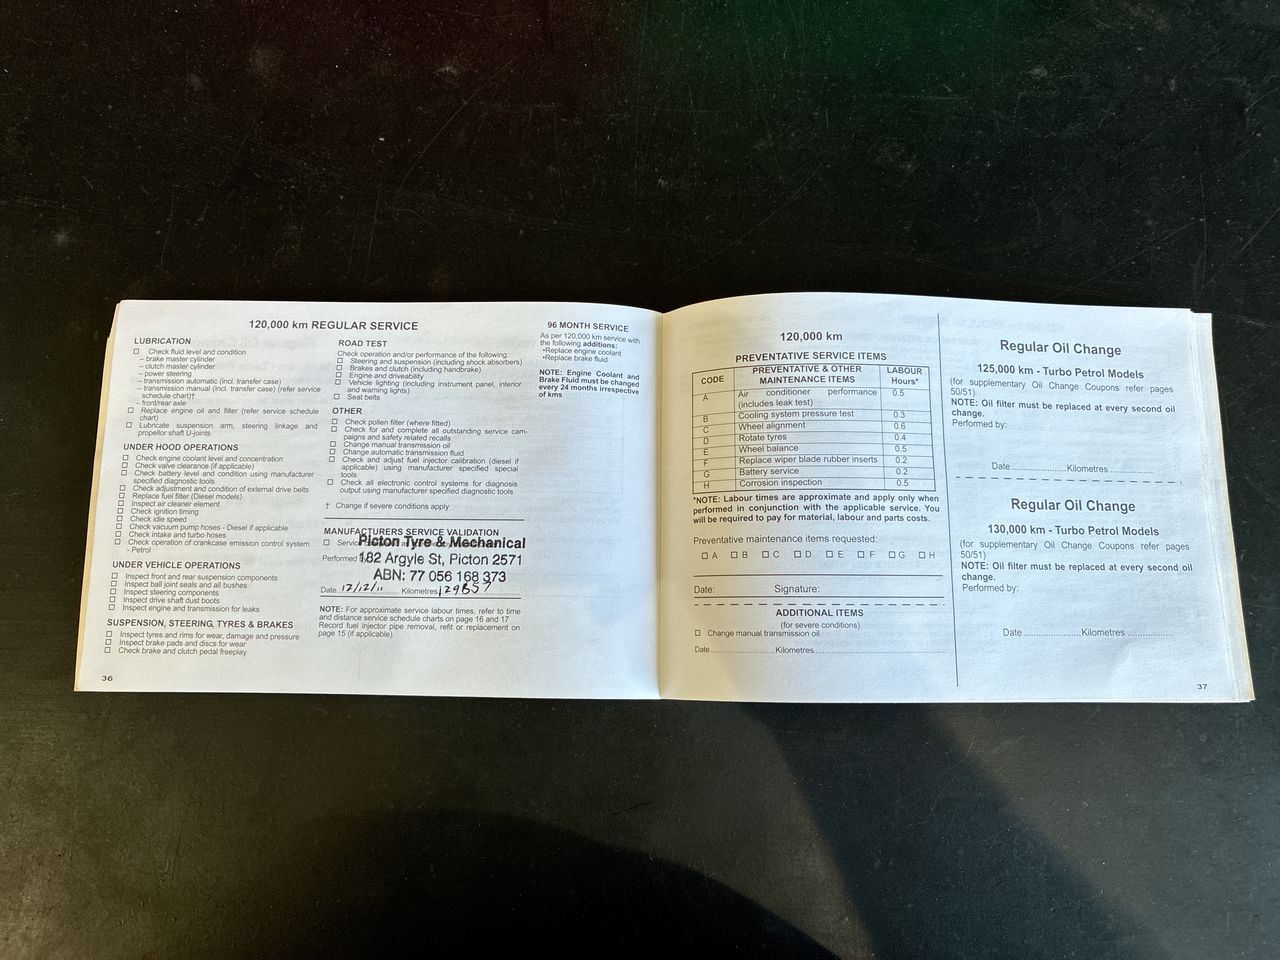 120,000 km REGULAR SERVICE
LUBRICATION
Check fluid level and condition
– brake master cylinder
– clutch master cylinder
– power steering
– transmission automatic (incl. transfer case)
– transmission manual (incl. transfer case) (refer service
schedule chart)†
– front/rear axle
Replace engine oil and filter (refer service schedule
chart)
Lubricate suspension arm, steering linkage and
propellor shaft U-joints
UNDER HOOD OPERATIONS
Check engine coolant level and concentration
Check valve clearance (if applicable)
Check battery level and condition using manufacturer
specified diagnostic tools
Check adjustment and condition of external drive belts
Replace fuel filter (Diesel models)
Inspect air cleaner element
Check ignition timing
Check idle speed
Check vacuum pump hoses - Diesel if applicable
Check intake and turbo hoses
Check operation of crankcase emission control system
- Petrol
UNDER VEHICLE OPERATIONS
Inspect front and rear suspension components
Inspect ball joint seals and all bushes
Inspect steering components
Inspect drive shaft dust boots
Inspect engine and transmission for leaks
SUSPENSION, STEERING, TYRES & BRAKES
Inspect tyres and rims for wear, damage and pressure
Inspect brake pads and discs for wear
Check brake and clutch pedal freeplay
36
ROAD TEST
Check operation and/or performance of the following:
Steering and suspension (including shock absorbers)
Brakes and clutch (including handbrake)
Engine and driveability
Vehicle lighting (including instrument panel, interior
and warning lights)
Seat belts
OTHER
Check pollen filter (where fitted)
Check for and complete all outstanding service cam-
paigns and safety related recalls
Change manual transmission oil
Change automatic transmission fluid
Check and adjust fuel injector calibration (diesel if
applicable) using manufacturer specified special
tools
Check all electronic control systems for diagnosis
output using manufacturer specified diagnostic tools
† Change if severe conditions apply
MANUFACTURERS SERVICE VALIDATION
Picton Tyre & Mechanical
Performed 182 Argyle St, Picton 2571
ABN: 77 056 168 373
Date 12/12/11 Kilometres 129857
NOTE: For approximate service labour times, refer to time
and distance service schedule charts on page 16 and 17
Record fuel injector pipe removal, refit or replacement on
page 15 (if applicable).
96 MONTH SERVICE
As per 120,000 km service with
the following additions:
•Replace engine coolant
•Replace brake fluid
NOTE: Engine Coolant and
Brake Fluid must be changed
every 24 months irrespective
of kms
120,000 km
PREVENTATIVE SERVICE ITEMS
CODE PREVENTATIVE & OTHER MAINTENANCE ITEMS LABOUR Hours*
A Air conditioner performance (includes leak test) 0.5
B Cooling system pressure test 0.3
C Wheel alignment 0.6
D Rotate tyres 0.4
E Wheel balance 0.5
F Replace wiper blade rubber inserts 0.2
G Battery service 0.2
H Corrosion inspection 0.5
*NOTE: Labour times are approximate and apply only when
performed in conjunction with the applicable service. You
will be required to pay for material, labour and parts costs.
Preventative maintenance items requested:
A B C D E F G H
Date: Signature:
ADDITIONAL ITEMS
(for severe conditions)
Change manual transmission oil
Date Kilometres
Regular Oil Change
125,000 km - Turbo Petrol Models
(for supplementary Oil Change Coupons refer pages
50/51)
NOTE: Oil filter must be replaced at every second oil
change.
Performed by:
Date Kilometres
Regular Oil Change
130,000 km - Turbo Petrol Models
(for supplementary Oil Change Coupons refer pages
50/51)
NOTE: Oil filter must be replaced at every second oil
change.
Performed by:
Date Kilometres
37